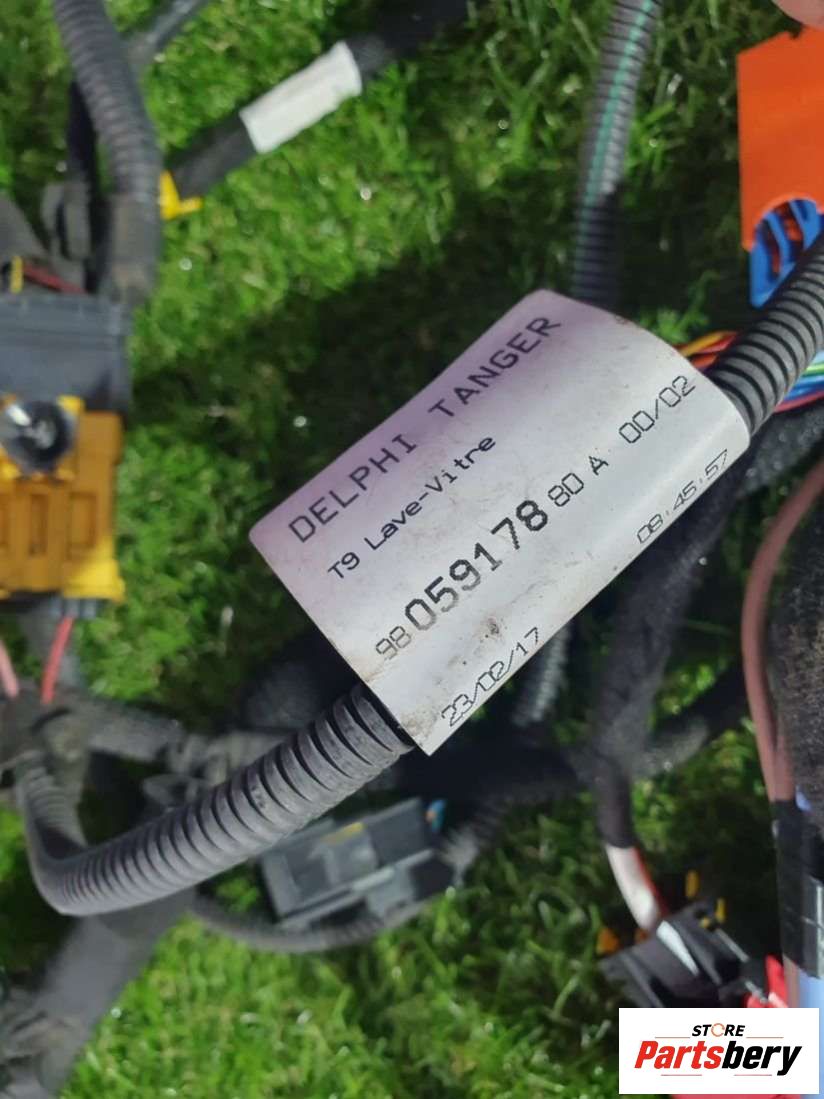 DELPHI TANGER
T9 Lave-Vitre
98 059178 80 A 00/02
23/02/17 08:45:57
STORE
Partsbery